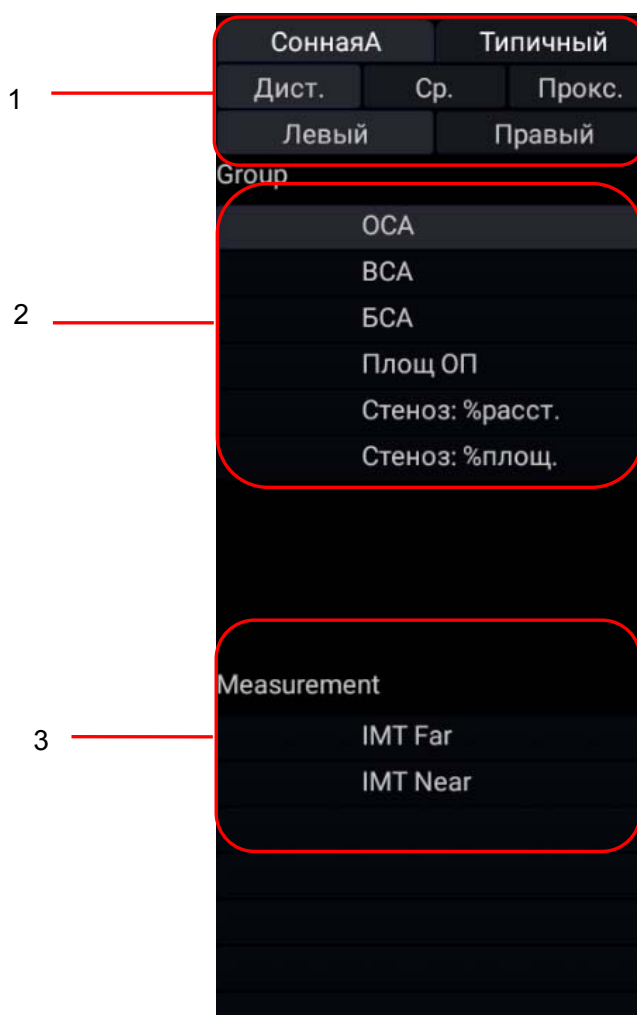 СоннаяА Типичный
1
Дист. Ср. Прокс.
Левый Правый
Group
ОСА
ВСА
2
БСА
Площ ОП
Стеноз: %расст.
Стеноз: %площ.
Measurement
3
IMT Far
IMT Near